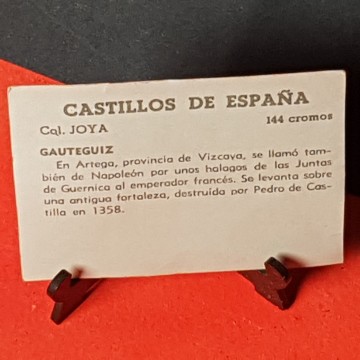 CASTILLOS DE ESPAÑA
Cql. JOYA 144 cromos
GAUTEGUIZ
En Artega, provincia de Vizcaya, se llamó tam-
bién de Napoleón por unos halagos de las Juntas
de Guernica al emperador francés. Se levanta sobre
una antigua fortaleza, destruída por Pedro de Cas-
tilla en 1358.